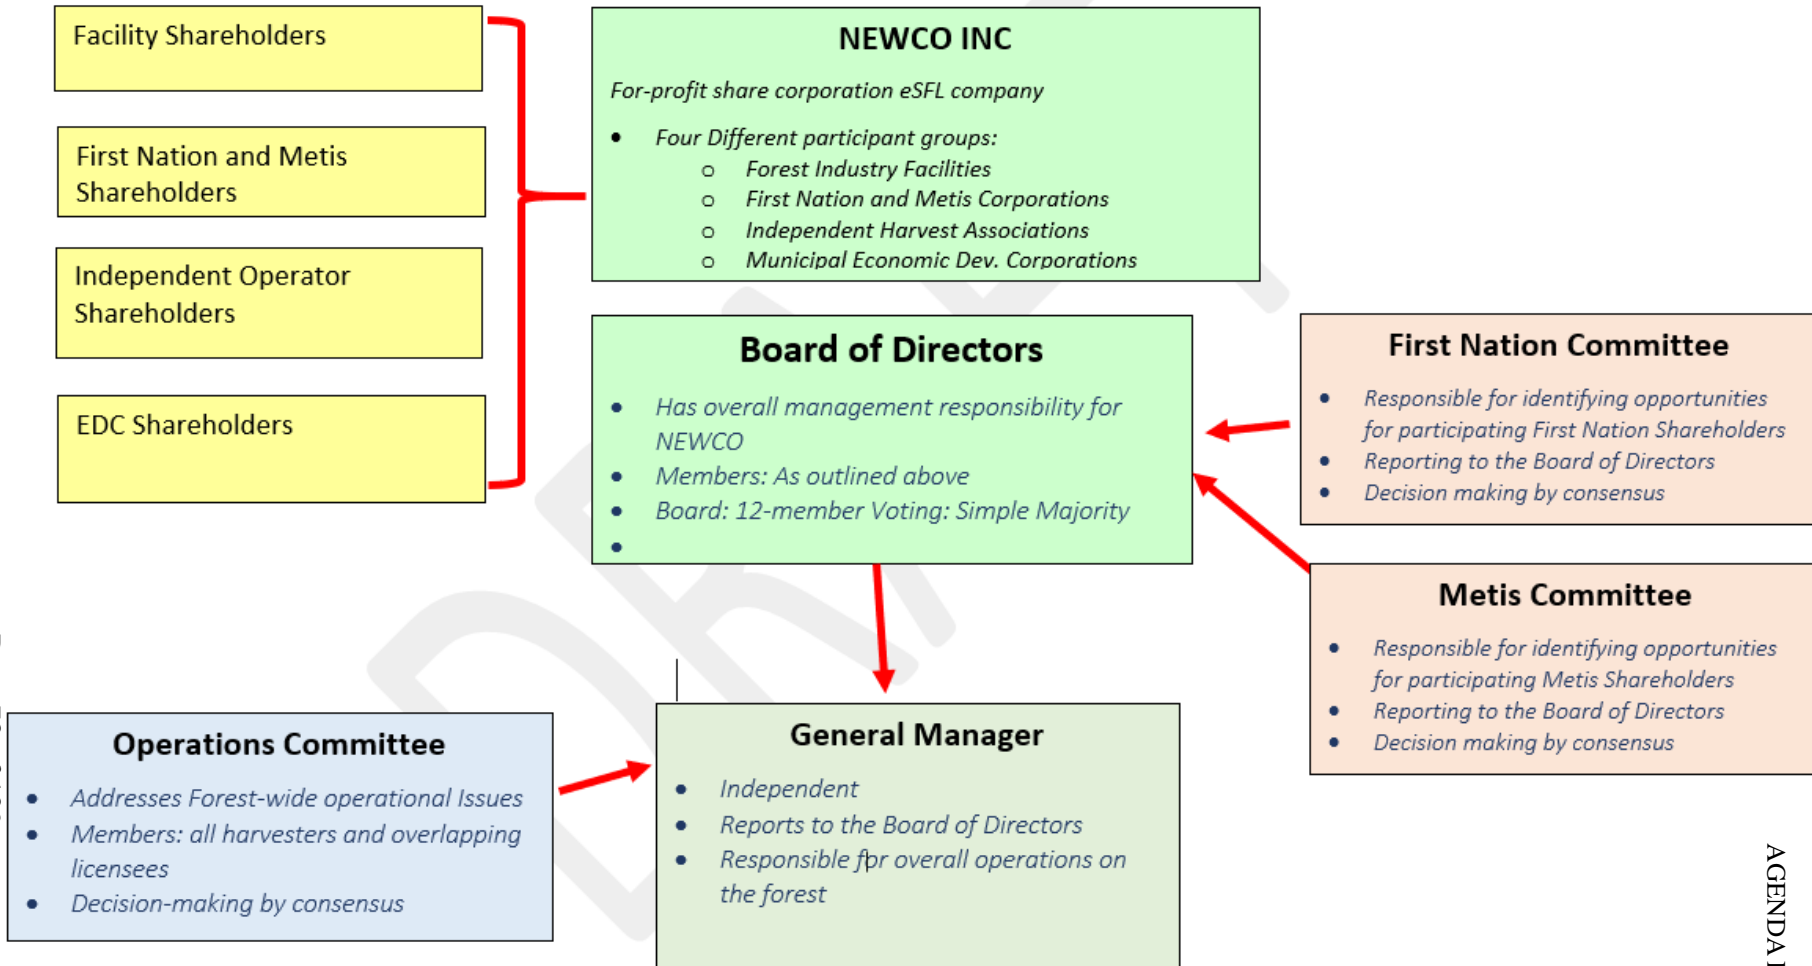 Facility Shareholders
First Nation and Metis
Shareholders
Independent Operator
Shareholders
EDC Shareholders
NEWCO INC
For-profit share corporation eSFL company
• Four Different participant groups:
o Forest Industry Facilities
o First Nation and Metis Corporations
o Independent Harvest Associations
o Municipal Economic Dev. Corporations
Board of Directors
• Has overall management responsibility for
NEWCO
• Members: As outlined above
• Board: 12-member Voting: Simple Majority
•
First Nation Committee
• Responsible for identifying opportunities
for participating First Nation Shareholders
• Reporting to the Board of Directors
• Decision making by consensus
Metis Committee
• Responsible for identifying opportunities
for participating Metis Shareholders
• Reporting to the Board of Directors
• Decision making by consensus
Operations Committee
• Addresses Forest-wide operational Issues
• Members: all harvesters and overlapping
licensees
• Decision-making by consensus
General Manager
• Independent
• Reports to the Board of Directors
• Responsible for overall operations on
the forest
AGENDA
DRAFT